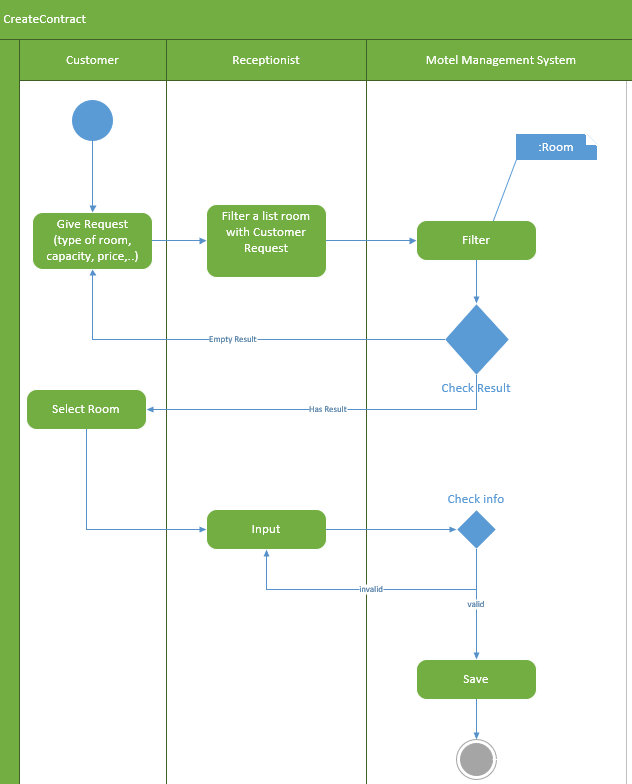 CreateContract
Customer
Receptionist
Motel Management System
:Room
Give Request
(type of room,
capacity, price,..)
Filter a list room
with Customer
Request
Filter
Empty Result
Check Result
Select Room
Has Result
Check info
Input
invalid
valid
Save